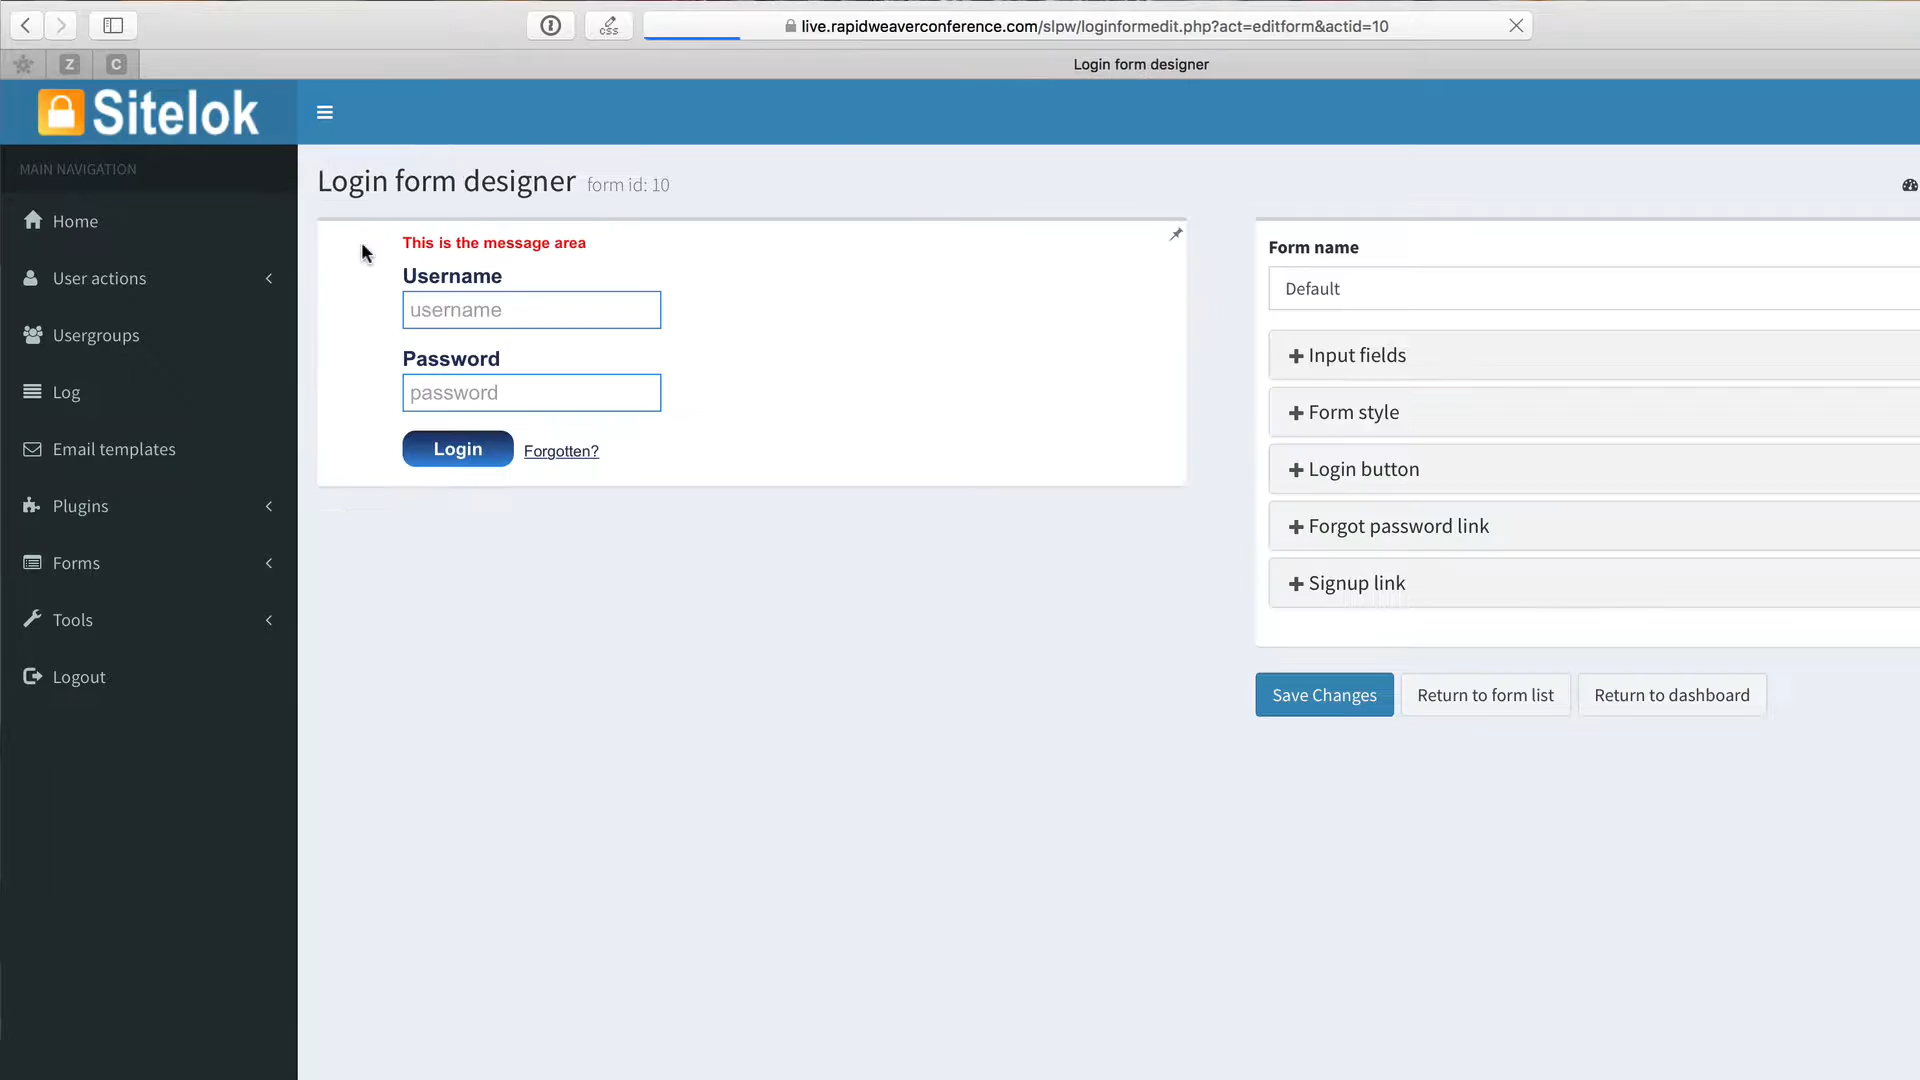 css
live.rapidweaverconference.com/slpw/loginformedit.php?act=editform&actid=10
Z
C
Login form designer
Sitelok
MAIN NAVIGATION
Home
User actions
Usergroups
Log
Email templates
Plugins
Forms
Tools
Logout
Login form designer form id: 10
This is the message area
Username
username
Password
password
Login Forgotten?
Form name
Default
Input fields
Form style
Login button
Forgot password link
Signup link
Save Changes
Return to form list
Return to dashboard